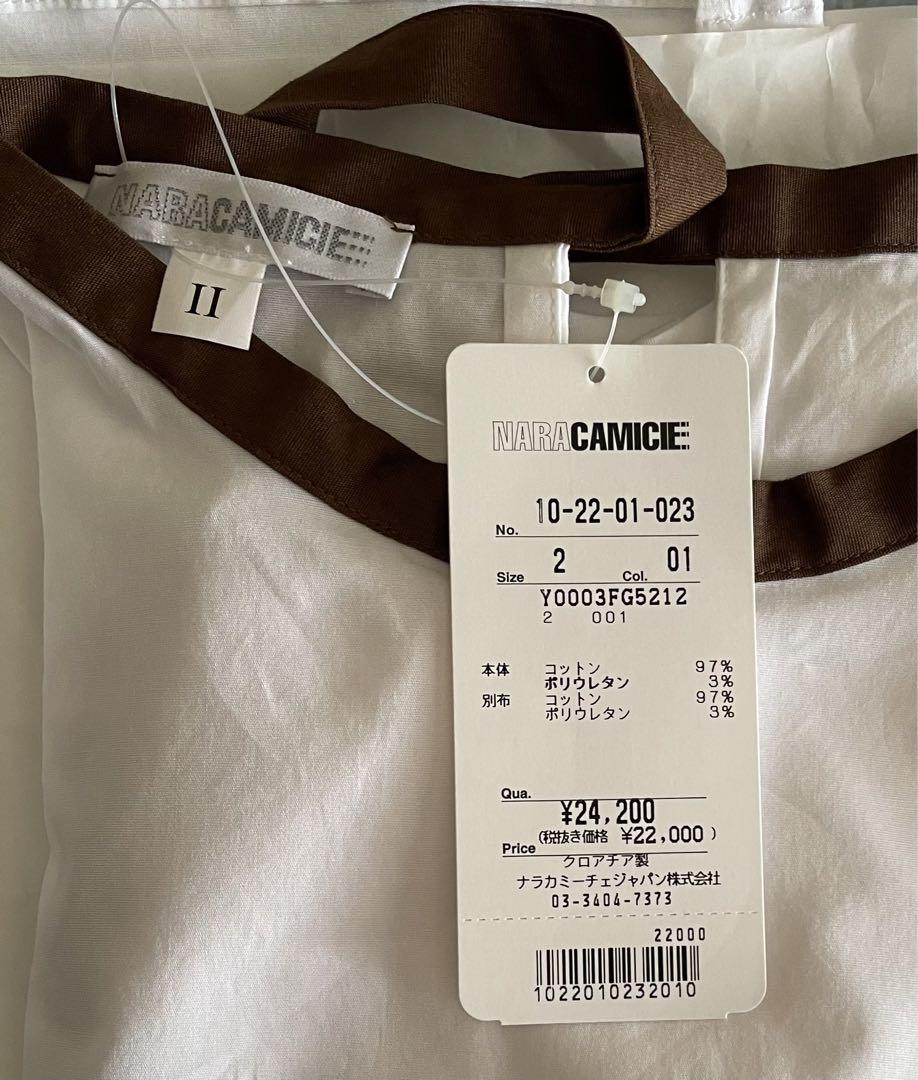 NARACAMICIE
II
NARACAMICIE
No. 10-22-01-023
Size 2 Col. 01
Y0003FG5212
2 001
本体 コットン 97%
ポリウレタン 3%
別布 コットン 97%
ポリウレタン 3%
Qua.
¥24,200
Price (税抜き価格 ¥22,000 )
クロアチア製
ナラカミーチェジャパン株式会社
03-3404-7373
22000
1022010232010